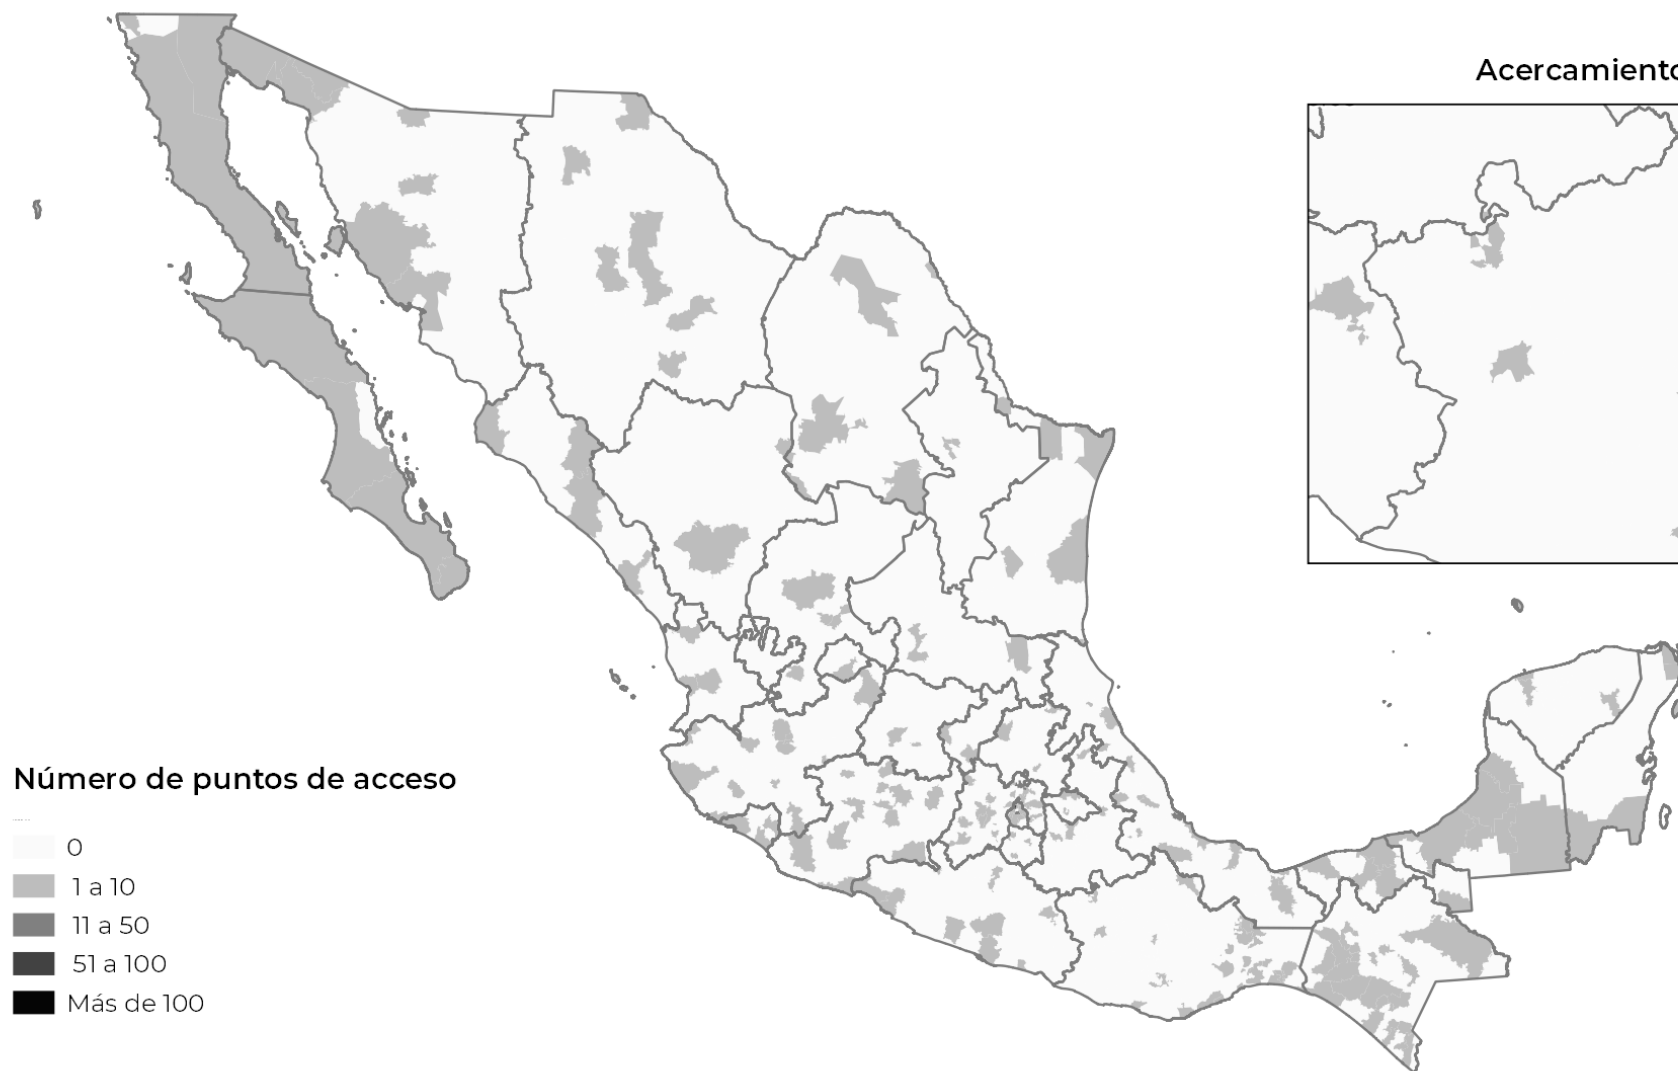 Acercamiento
Número de puntos de acceso
0
1 a 10
11 a 50
51 a 100
Más de 100